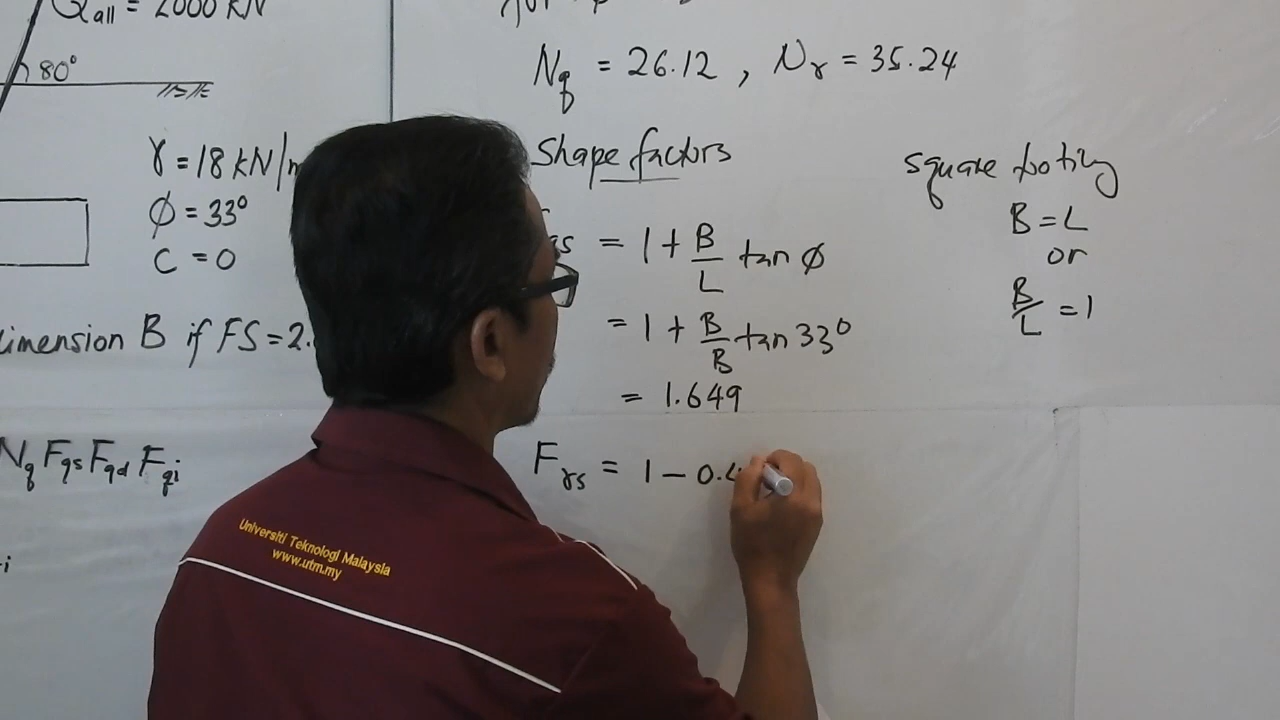 Qall = 2000 KN
80°
γ = 18 KN/m
φ = 33°
C = 0
dimension B if FS = 2.
Nq Fqs Fqd Fqi
Nq = 26.12 , Nγ = 35.24
Shape factors
qs = 1 + B/L tan φ
= 1 + B/B tan 33°
= 1.649
Fγs = 1 - 0.4
square footing
B = L
or
B/L = 1
Universiti Teknologi Malaysia
www.utm.my